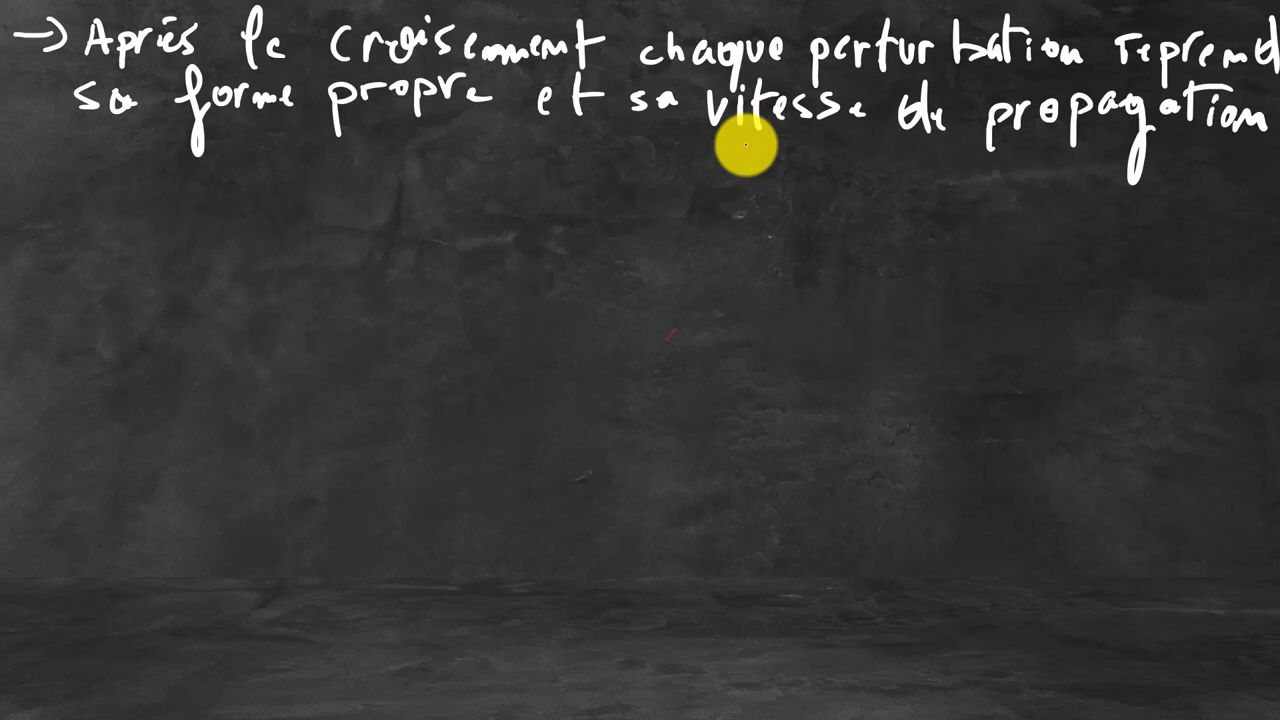 → Après le croisement chaque perturbation reprend
sa forme propre et sa vitesse de propagation